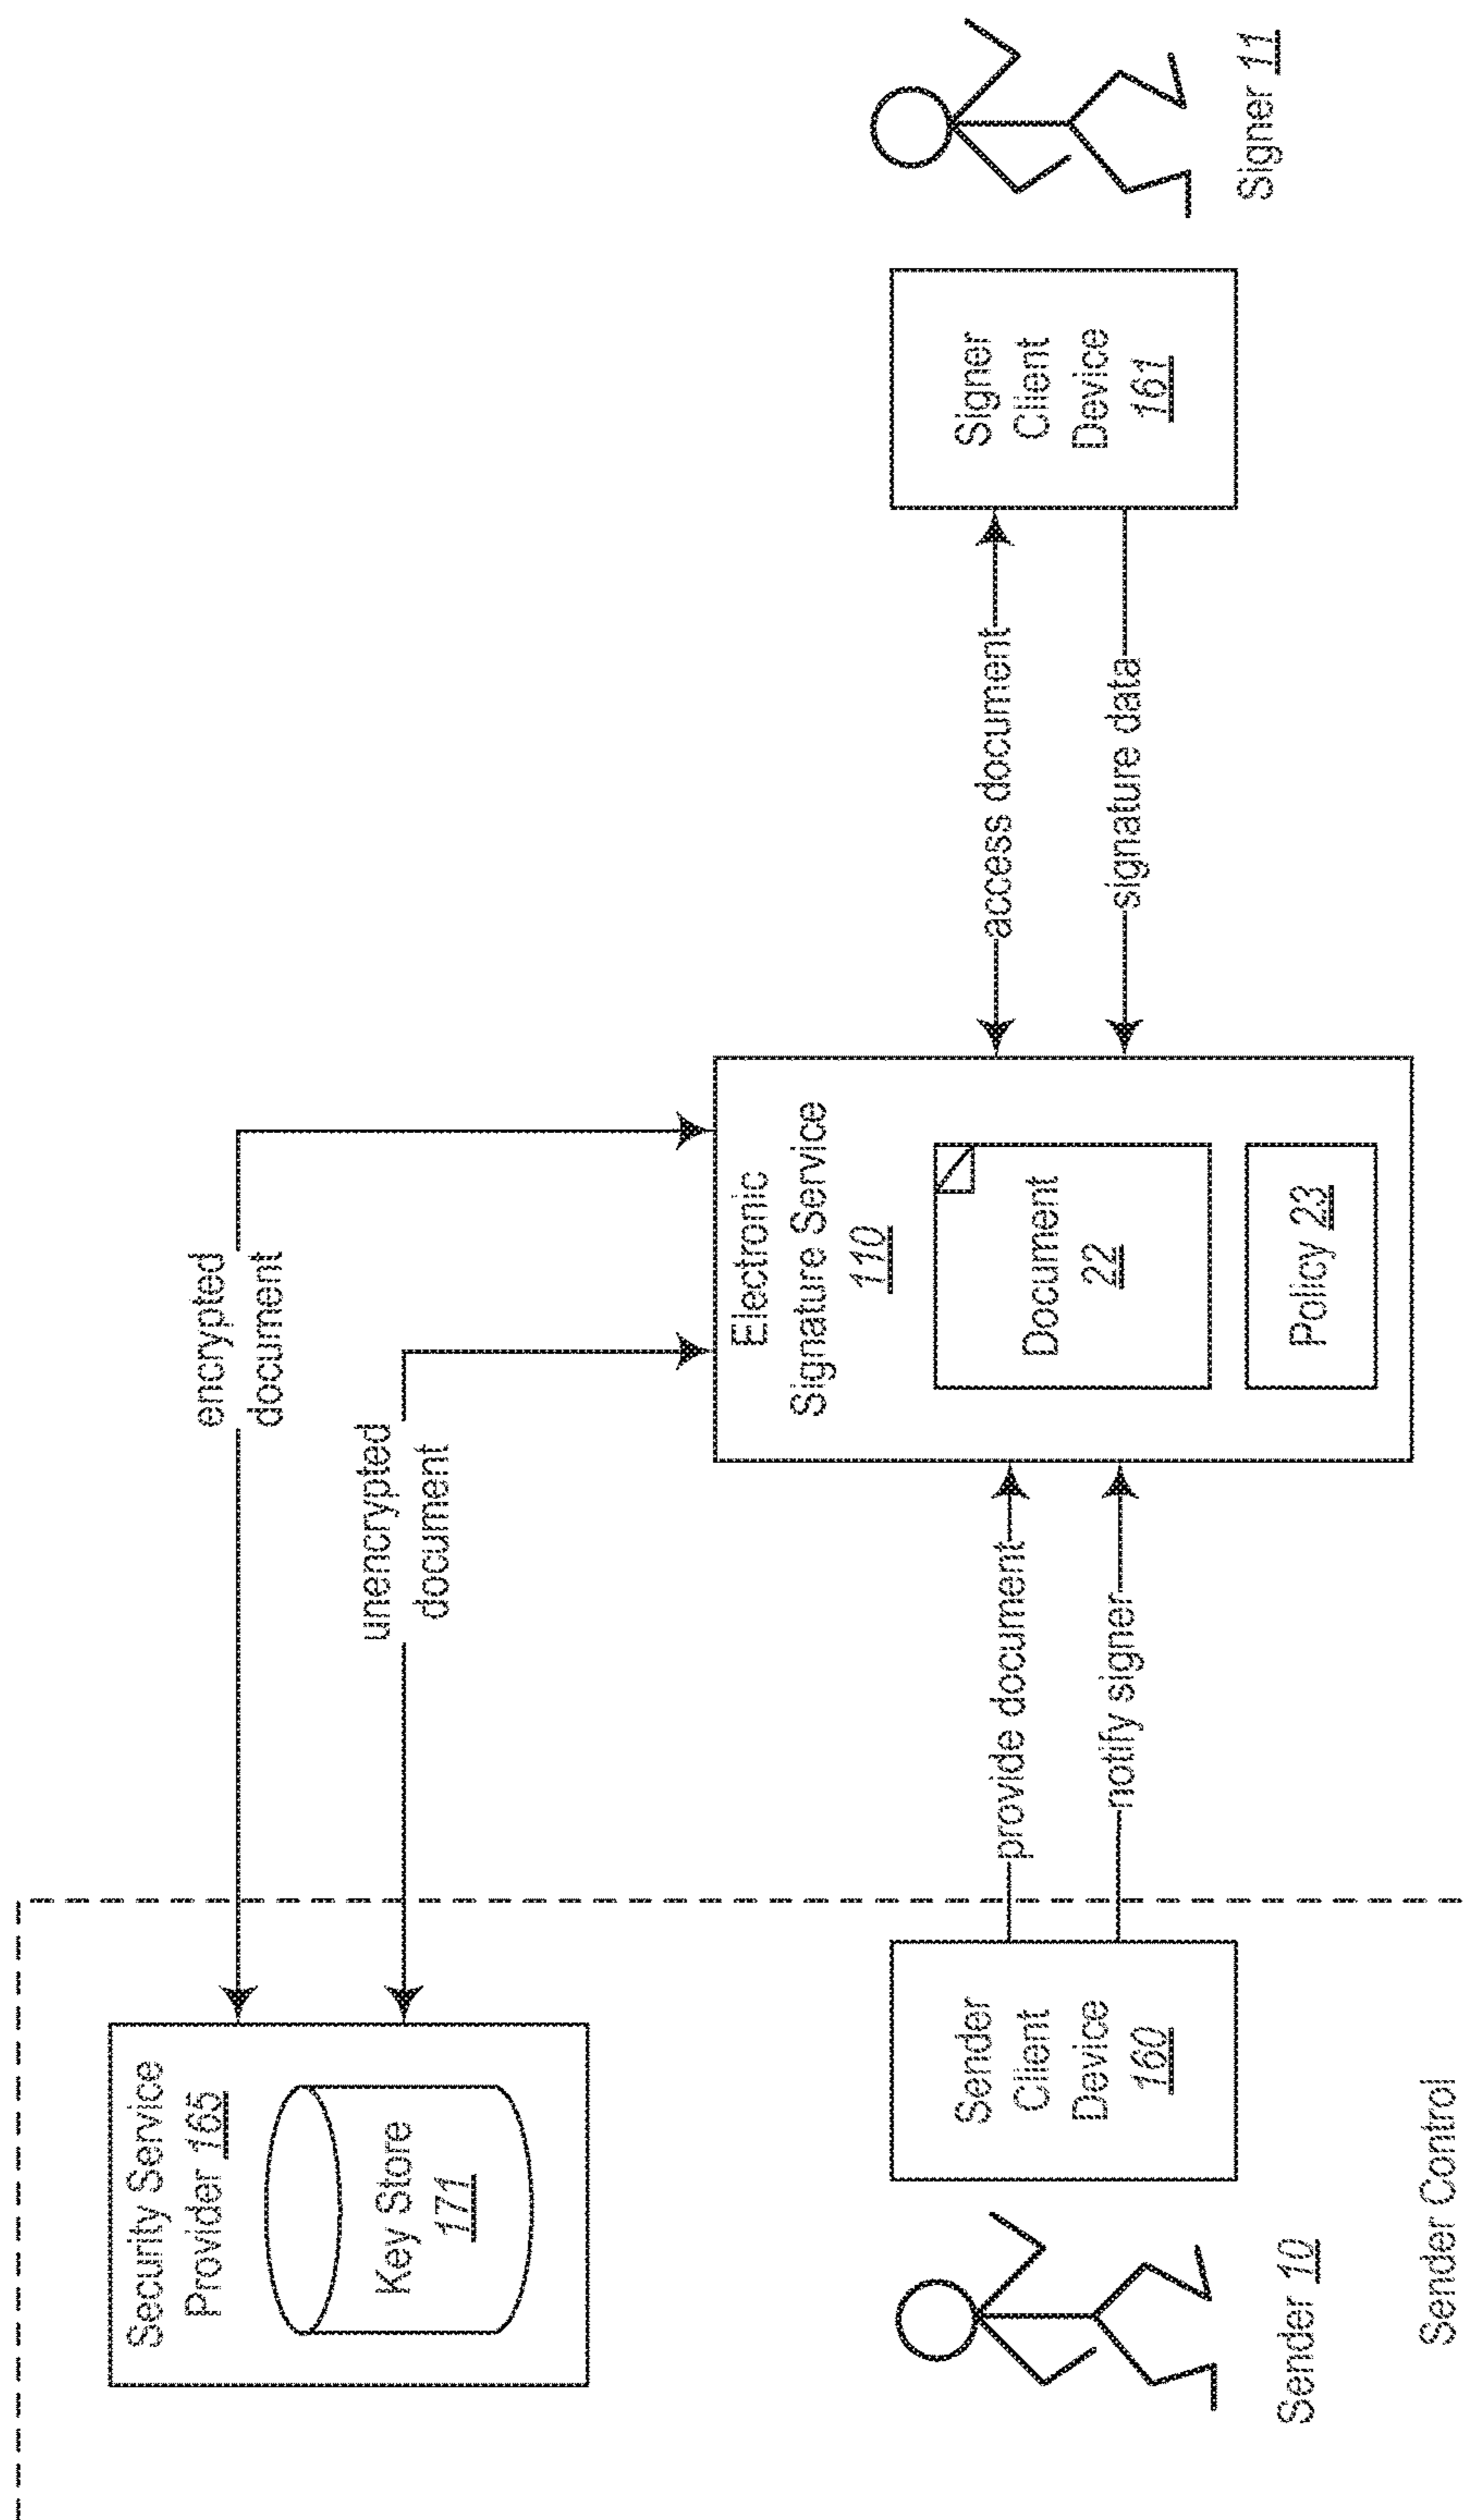 Security Service
Provider 165
Key Store
171
encrypted
document
unencrypted
document
Electronic
Signature Service
110
Document
22
Policy 23
provide document
notify signer
access document
signature data
Sender
Client
Device
160
Signer
Client
Device
161
Sender 10
Signer 11
Sender Control